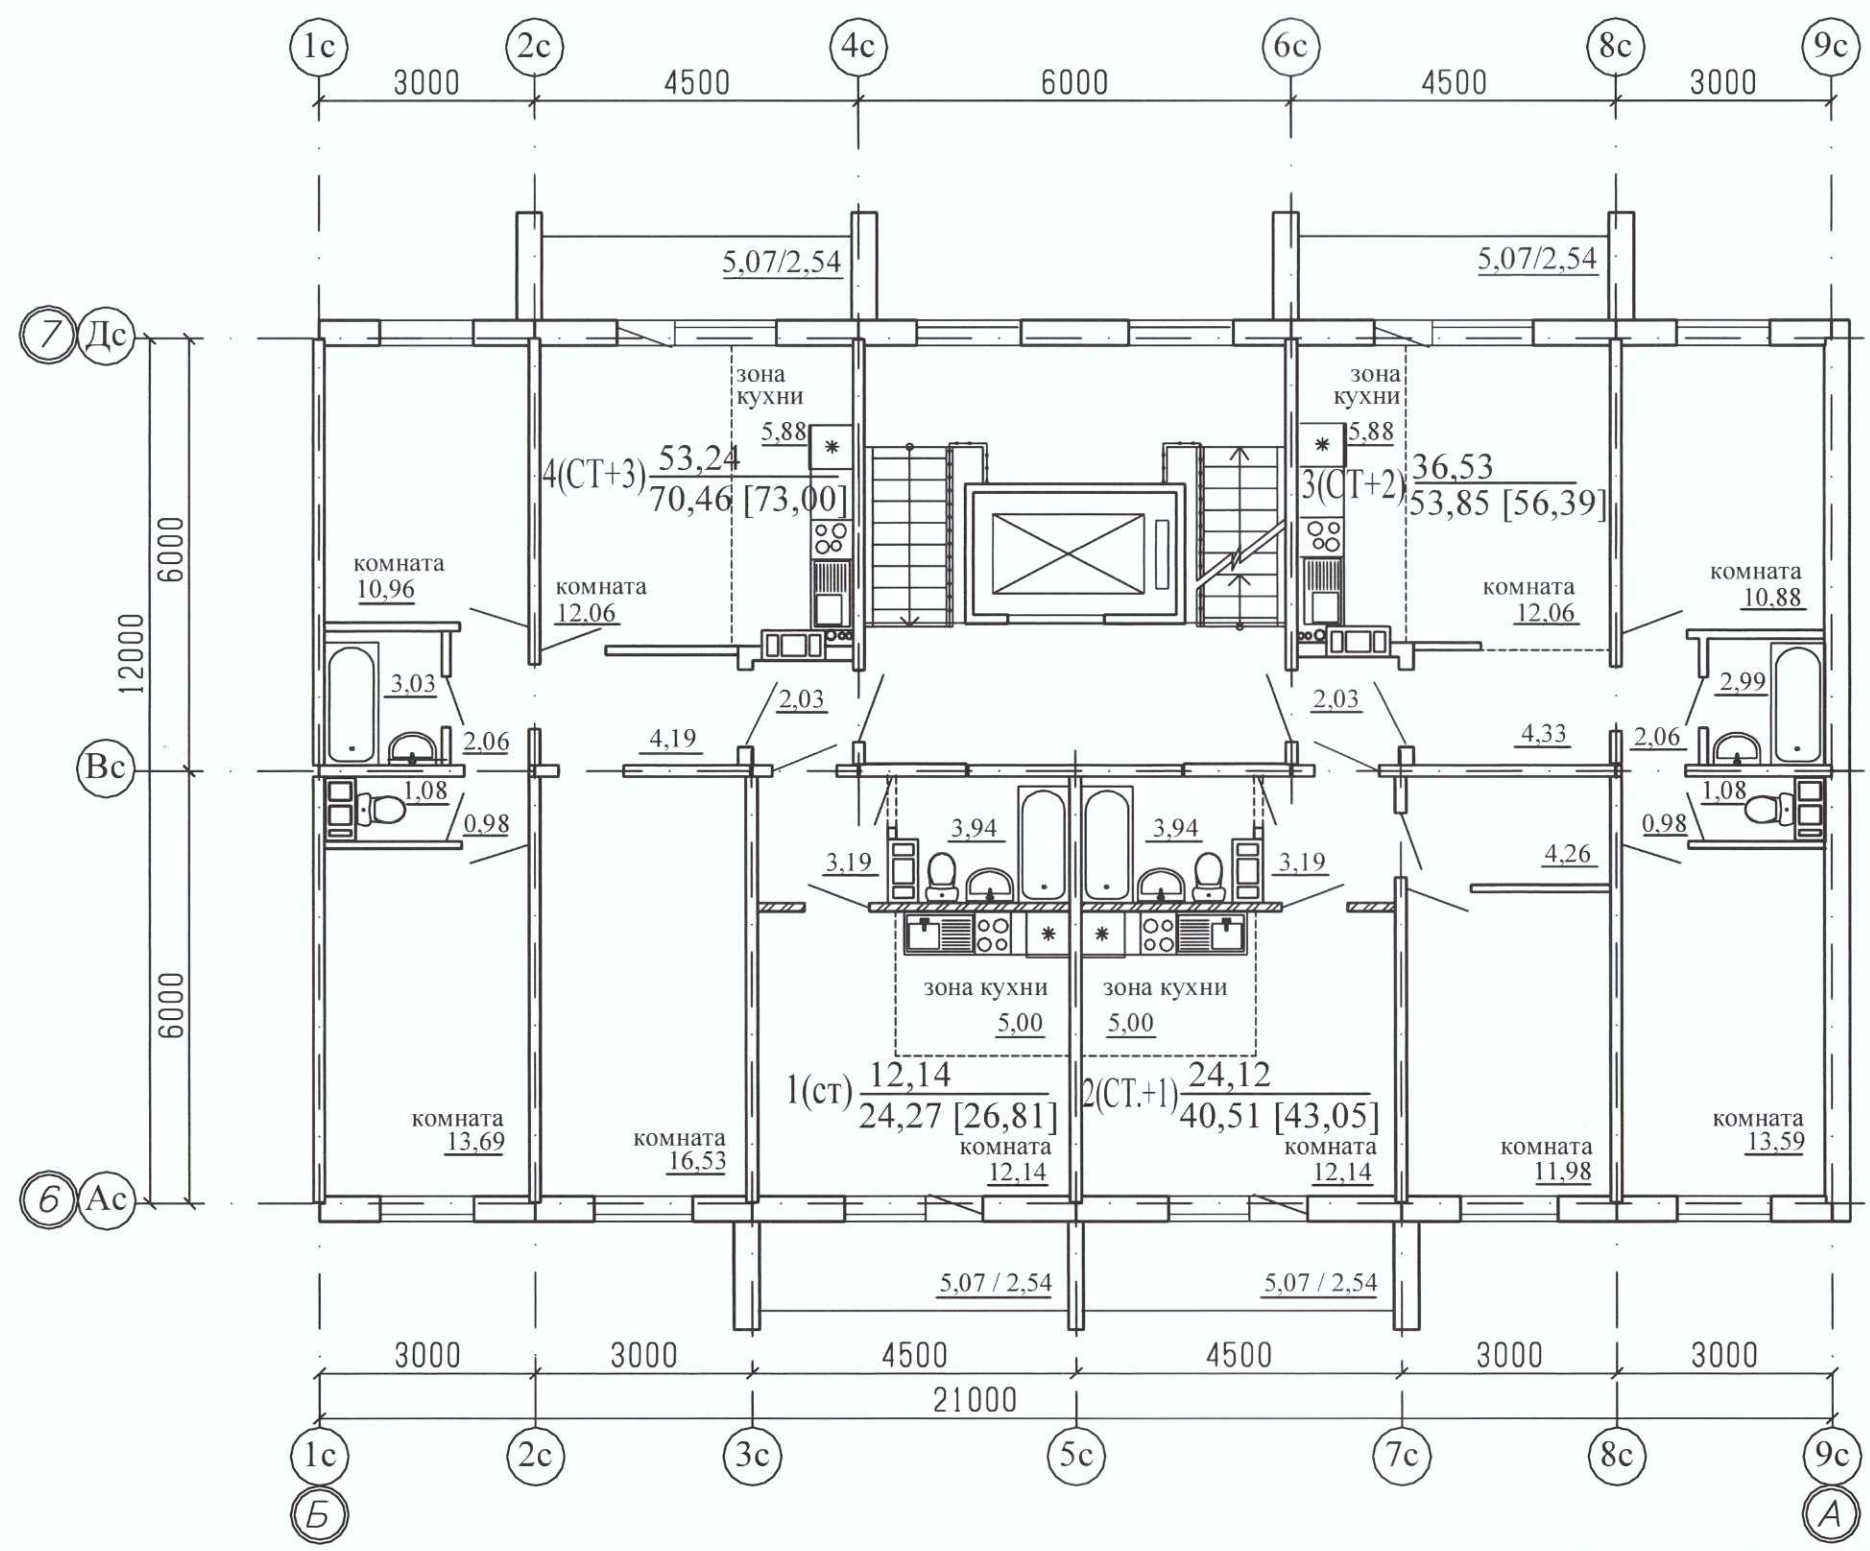 1с 2с 4с 6с 8с 9с
3000 4500 6000 4500 3000
5,07/2,54 5,07/2,54
7 Дс
зона кухни зона кухни
5,88 5,88
4(СТ+3) 53,24 3(СТ+2) 36,53
70,46 [73,00] 53,85 [56,39]
6000
комната комната комната комната
10,96 12,06 12,06 10,88
12000
3,03 2,03 2,03 2,99
2,06 4,19 4,33 2,06
Вс
1,08 1,08
0,98 3,94 3,94 0,98
3,19 3,19 4,26
6000
зона кухни зона кухни
5,00 5,00
1(ст) 12,14 2(СТ.+1) 24,12
24,27 [26,81] 40,51 [43,05]
комната комната комната комната комната комната
13,69 16,53 12,14 12,14 11,98 13,59
6 Ас
5,07 / 2,54 5,07 / 2,54
3000 3000 4500 4500 3000 3000
21000
1с 2с 3с 5с 7с 8с 9с
Б А